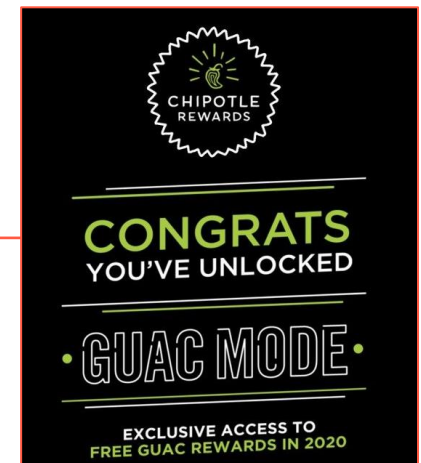 CHIPOTLE
REWARDS
CONGRATS
YOU'VE UNLOCKED
• GUAC MODE •
EXCLUSIVE ACCESS TO
FREE GUAC REWARDS IN 2020